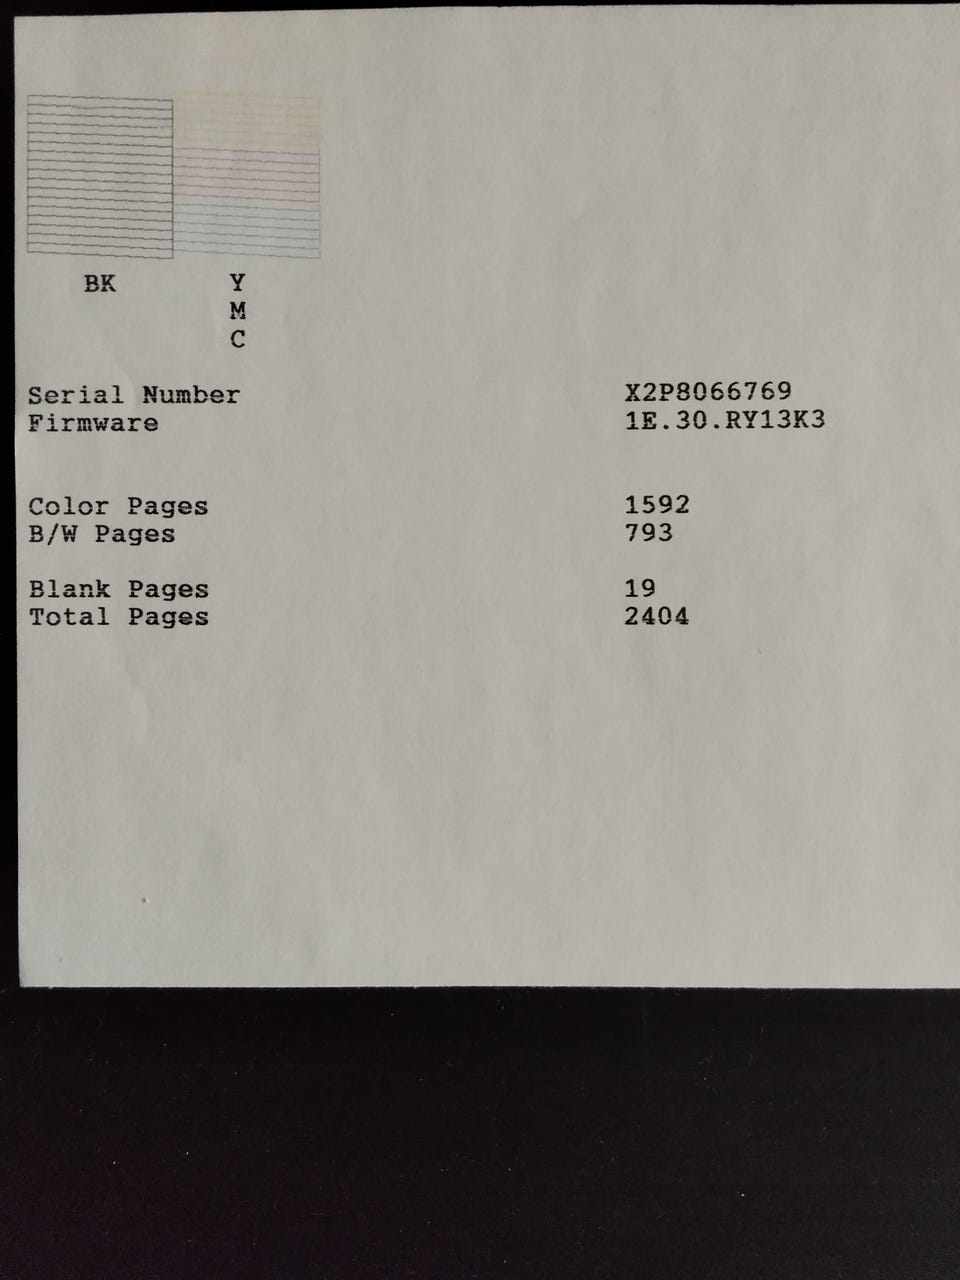 BK Y
M
C
Serial Number X2P8066769
Firmware 1E.30.RY13K3
Color Pages 1592
B/W Pages 793
Blank Pages 19
Total Pages 2404